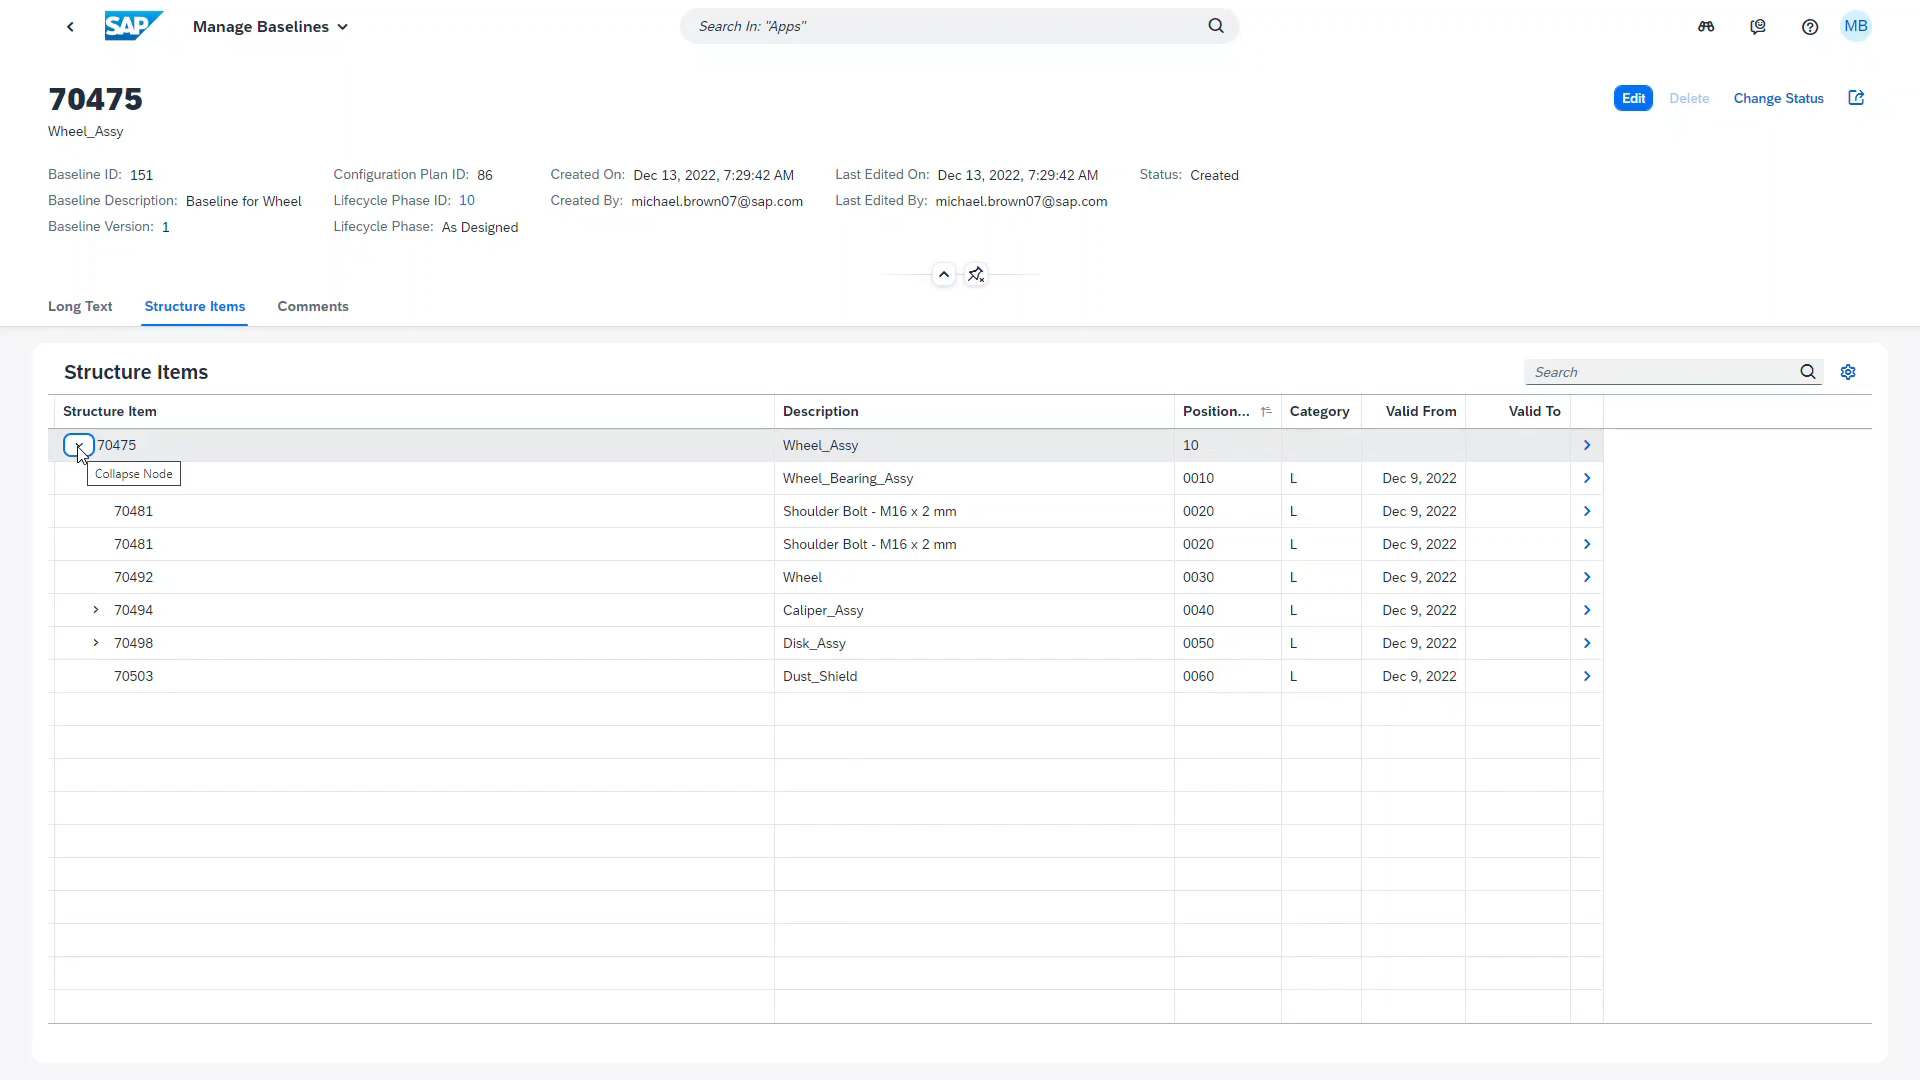 SAP Manage Baselines
Search In: "Apps"
MB
70475
Edit Delete Change Status
Wheel_Assy
Baseline ID: 151 Configuration Plan ID: 86 Created On: Dec 13, 2022, 7:29:42 AM Last Edited On: Dec 13, 2022, 7:29:42 AM Status: Created
Baseline Description: Baseline for Wheel Lifecycle Phase ID: 10 Created By: michael.brown07@sap.com Last Edited By: michael.brown07@sap.com
Baseline Version: 1 Lifecycle Phase: As Designed
Long Text Structure Items Comments
Structure Items
Search
Structure Item Description Position... Category Valid From Valid To
70475 Wheel_Assy 10
Collapse Node
Wheel_Bearing_Assy 0010 L Dec 9, 2022
70481 Shoulder Bolt - M16 x 2 mm 0020 L Dec 9, 2022
70481 Shoulder Bolt - M16 x 2 mm 0020 L Dec 9, 2022
70492 Wheel 0030 L Dec 9, 2022
70494 Caliper_Assy 0040 L Dec 9, 2022
70498 Disk_Assy 0050 L Dec 9, 2022
70503 Dust_Shield 0060 L Dec 9, 2022